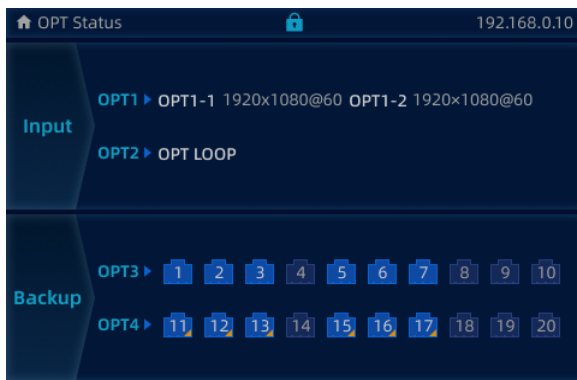 OPT Status 192.168.0.10
OPT1 OPT1-1 1920x1080@60 OPT1-2 1920×1080@60
Input
OPT2 OPT LOOP
OPT3 1 2 3 4 5 6 7 8 9 10
Backup
OPT4 11 12 13 14 15 16 17 18 19 20